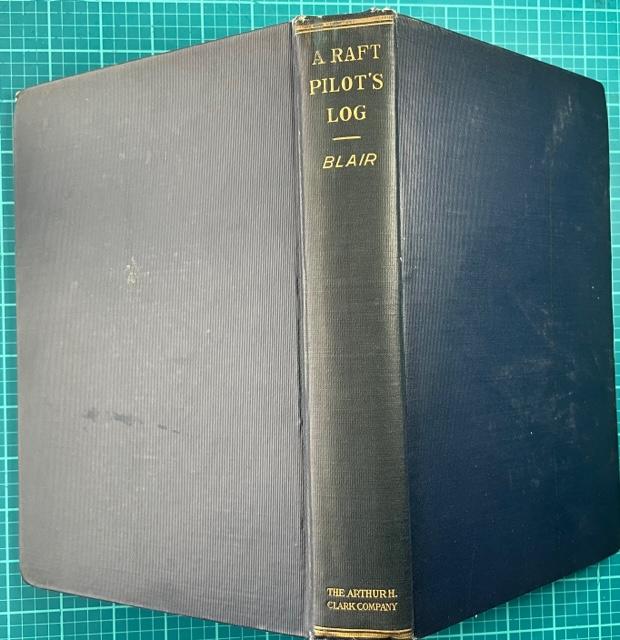 A RAFT
PILOT'S
LOG
BLAIR
THE ARTHUR H.
CLARK COMPANY